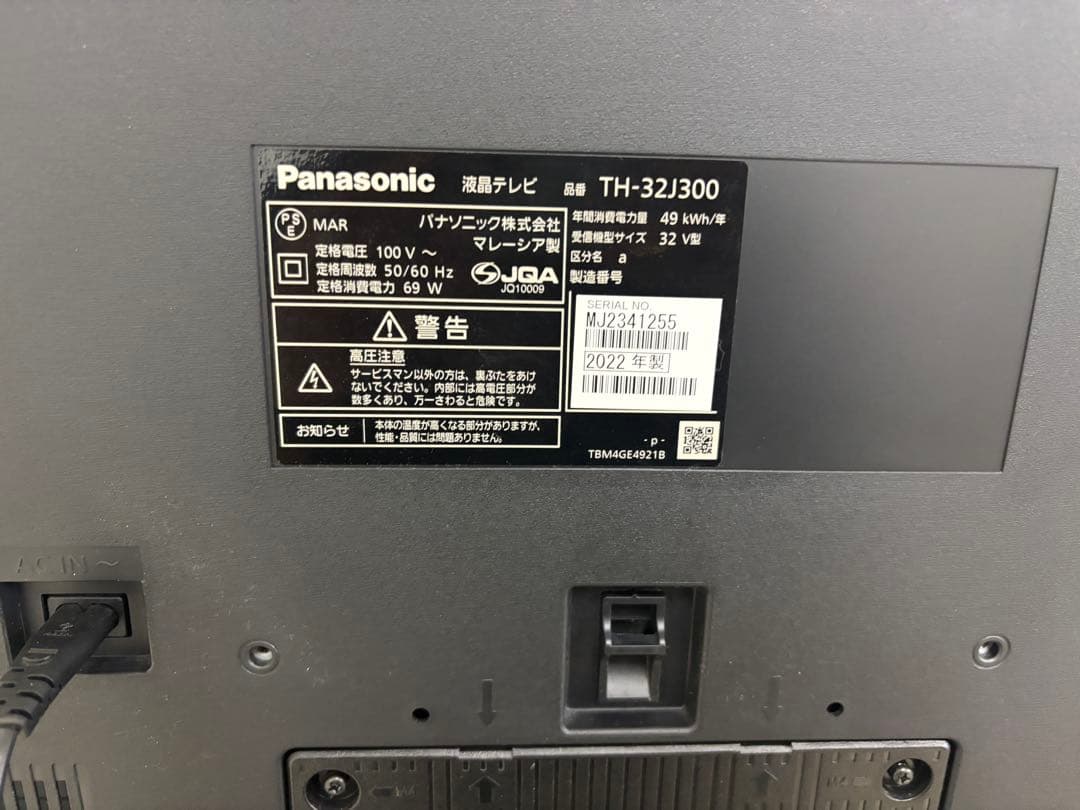 Panasonic 液晶テレビ 品番 TH-32J300
PS
E
MAR
パナソニック株式会社
マレーシア製
定格電圧 100 V ～
定格周波数 50/60 Hz
定格消費電力 69 W
JQA
JQ10009
年間消費電力量 49 kWh/年
受信機型サイズ 32 V型
区分名 a
製造番号
SERIAL NO.
MJ2341255
2022 年製
警告
高圧注意
サービスマン以外の方は、裏ぶたをあけ
ないでください。内部には高電圧部分が
数多くあり、万一さわると危険です。
お知らせ
本体の温度が高くなる部分がありますが、
性能・品質には問題ありません。
- p -
TBM4GE4921B
AC IN ～
M4
M4